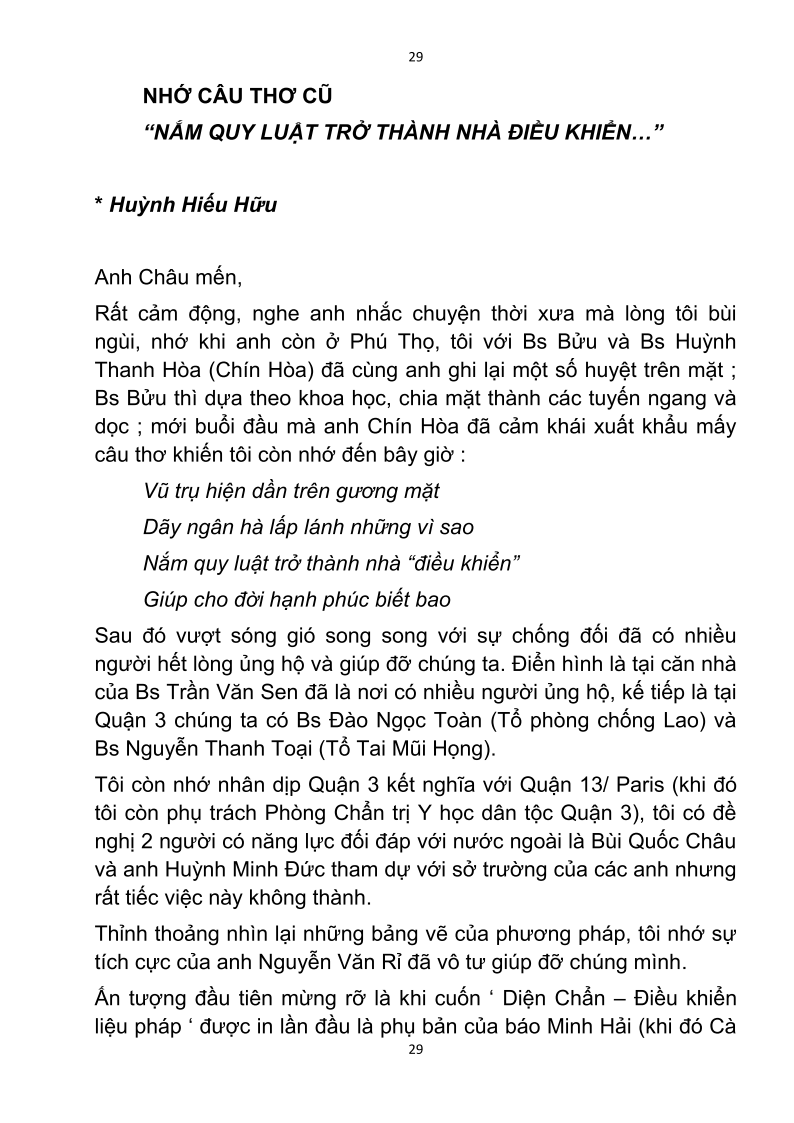 29
NHỚ CÂU THƠ CŨ
“NẮM QUY LUẬT TRỞ THÀNH NHÀ ĐIỀU KHIỂN…”
* Huỳnh Hiếu Hữu
Anh Châu mến,
Rất cảm động, nghe anh nhắc chuyện thời xưa mà lòng tôi bùi
ngùi, nhớ khi anh còn ở Phú Thọ, tôi với Bs Bửu và Bs Huỳnh
Thanh Hòa (Chín Hòa) đã cùng anh ghi lại một số huyệt trên mặt ;
Bs Bửu thì dựa theo khoa học, chia mặt thành các tuyến ngang và
dọc ; mới buổi đầu mà anh Chín Hòa đã cảm khái xuất khẩu mấy
câu thơ khiến tôi còn nhớ đến bây giờ :
Vũ trụ hiện dần trên gương mặt
Dãy ngân hà lấp lánh những vì sao
Nắm quy luật trở thành nhà “điều khiển”
Giúp cho đời hạnh phúc biết bao
Sau đó vượt sóng gió song song với sự chống đối đã có nhiều
người hết lòng ủng hộ và giúp đỡ chúng ta. Điển hình là tại căn nhà
của Bs Trần Văn Sen đã là nơi có nhiều người ủng hộ, kế tiếp là tại
Quận 3 chúng ta có Bs Đào Ngọc Toàn (Tổ phòng chống Lao) và
Bs Nguyễn Thanh Toại (Tổ Tai Mũi Họng).
Tôi còn nhớ nhân dịp Quận 3 kết nghĩa với Quận 13/ Paris (khi đó
tôi còn phụ trách Phòng Chẩn trị Y học dân tộc Quận 3), tôi có đề
nghị 2 người có năng lực đối đáp với nước ngoài là Bùi Quốc Châu
và anh Huỳnh Minh Đức tham dự với sở trường của các anh nhưng
rất tiếc việc này không thành.
Thỉnh thoảng nhìn lại những bảng vẽ của phương pháp, tôi nhớ sự
tích cực của anh Nguyễn Văn Rỉ đã vô tư giúp đỡ chúng mình.
Ấn tượng đầu tiên mừng rỡ là khi cuốn ‘ Diện Chẩn – Điều khiển
liệu pháp ‘ được in lần đầu là phụ bản của báo Minh Hải (khi đó Cà
29